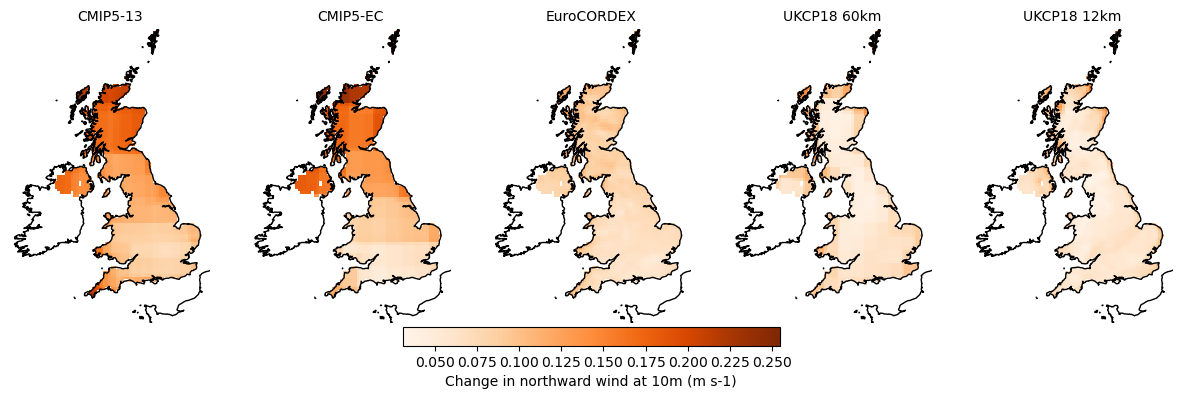 CMIP5-13
CMIP5-EC
EuroCORDEX
UKCP18 60km
UKCP18 12km
0.050 0.075 0.100 0.125 0.150 0.175 0.200 0.225 0.250
Change in northward wind at 10m (m s-1)